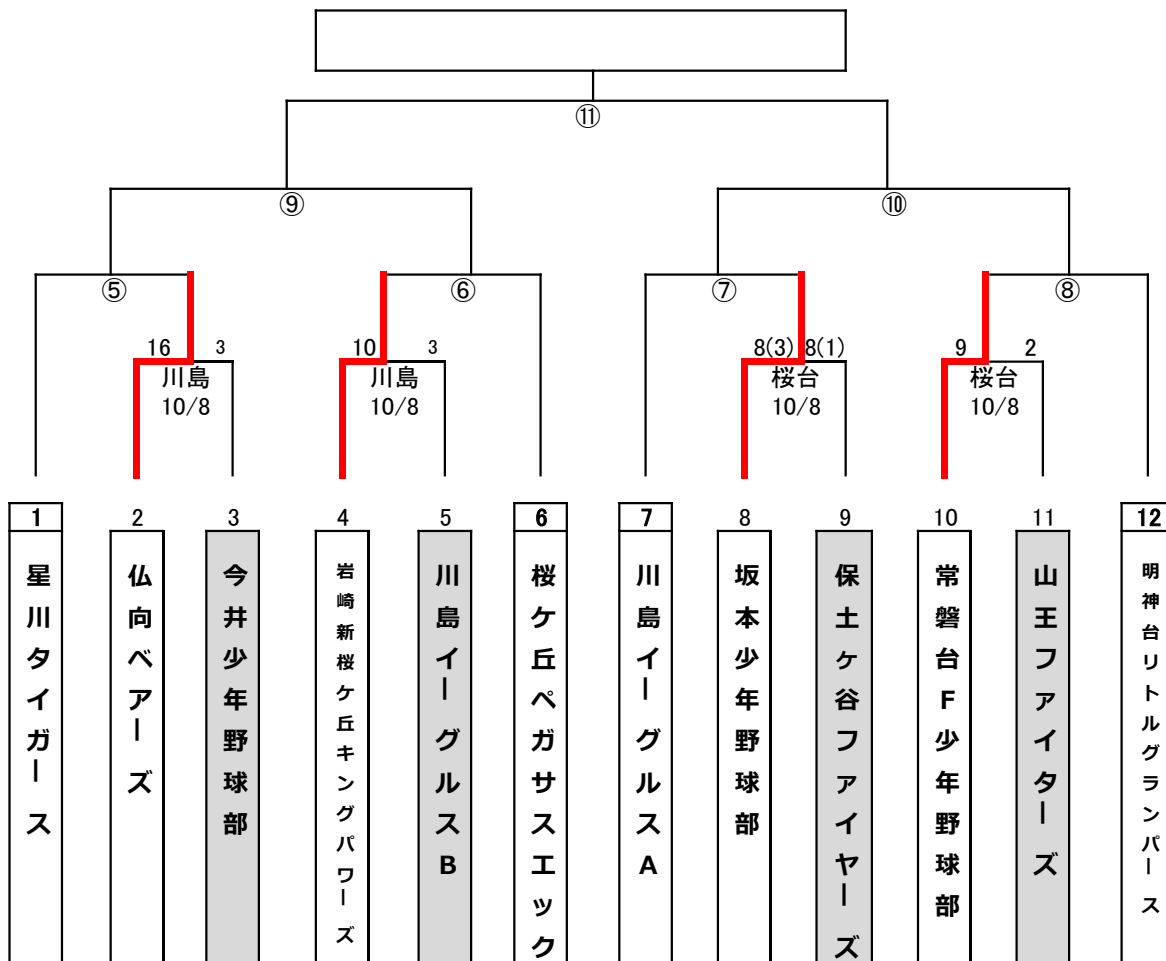 ⑪
⑨
⑩
⑤
⑥
⑦
⑧
16 3
川島
10/8
10 3
川島
10/8
8(3) 8(1)
桜台
10/8
9 2
桜台
10/8
1
星川タイガース
2
仏向ベアーズ
3
今井少年野球部
4
岩崎新桜ケ丘キングパワーズ
5
川島イーグルスB
6
桜ケ丘ペガサスエック
7
川島イーグルスA
8
坂本少年野球部
9
保土ヶ谷ファイヤーズ
10
常磐台F少年野球部
11
山王ファイターズ
12
明神台リトルグランパース